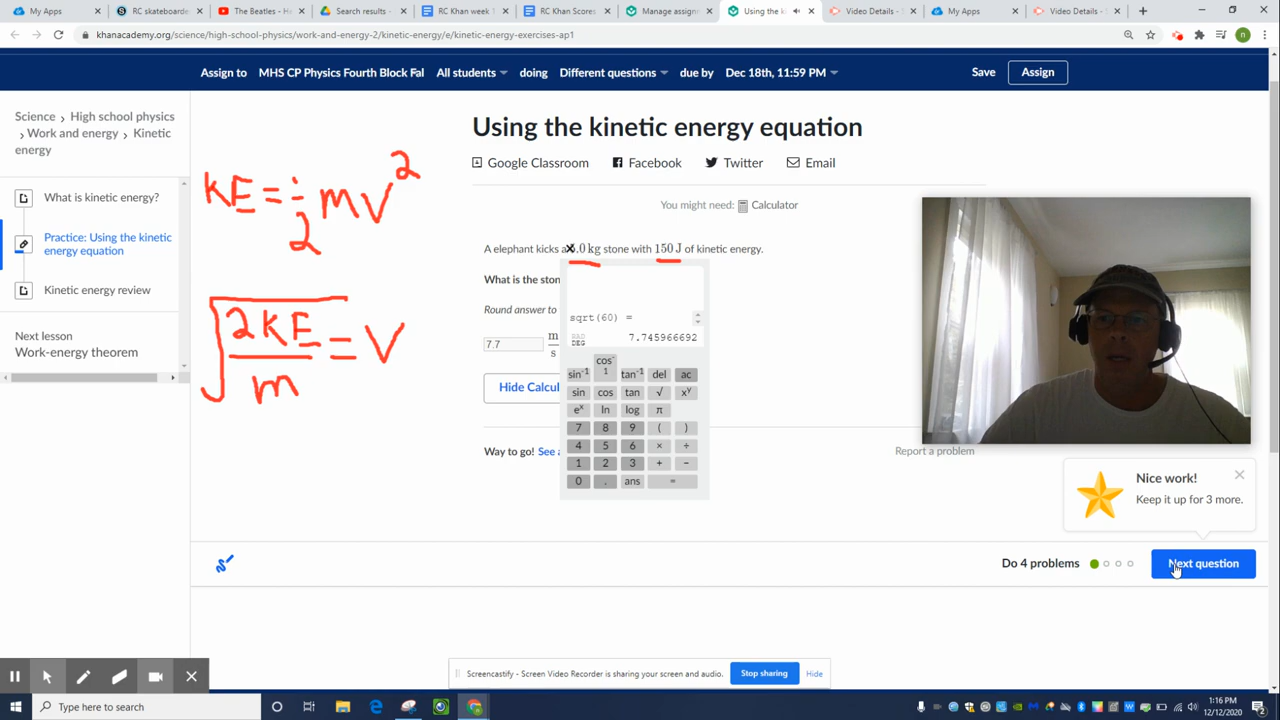 My Apps
RC skateboarde
The Beatles - He
Search results -
RC Khan week 1
RC Khan Scores
Manage assignm
Using the k
Video Details - S
My Apps
Video Details - S
khanacademy.org/science/high-school-physics/work-and-energy-2/kinetic-energy/e/kinetic-energy-exercises-ap1
Assign to MHS CP Physics Fourth Block Fal All students doing Different questions due by Dec 18th, 11:59 PM Save Assign
Science › High school physics
› Work and energy › Kinetic
energy
What is kinetic energy?
Practice: Using the kinetic
energy equation
Kinetic energy review
Next lesson
Work-energy theorem
KE = 1/2 mv²
√2KE/m = V
Using the kinetic energy equation
Google Classroom Facebook Twitter Email
You might need: Calculator
A elephant kicks a .0 kg stone with 150 J of kinetic energy.
What is the ston
Round answer to
7.7 m/s
Hide Calcu
Way to go! See
Report a problem
sqrt(60) =
RAD
DEG
7.745966692
sin⁻¹ cos⁻¹ tan⁻¹ del ac
sin cos tan √ xʸ
eˣ ln log π
7 8 9 ( )
4 5 6 × ÷
1 2 3 + −
0 . ans =
Nice work!
Keep it up for 3 more.
Do 4 problems
Next question
Screencastify - Screen Video Recorder is sharing your screen and audio. Stop sharing Hide
Type here to search
1:16 PM
12/12/2020